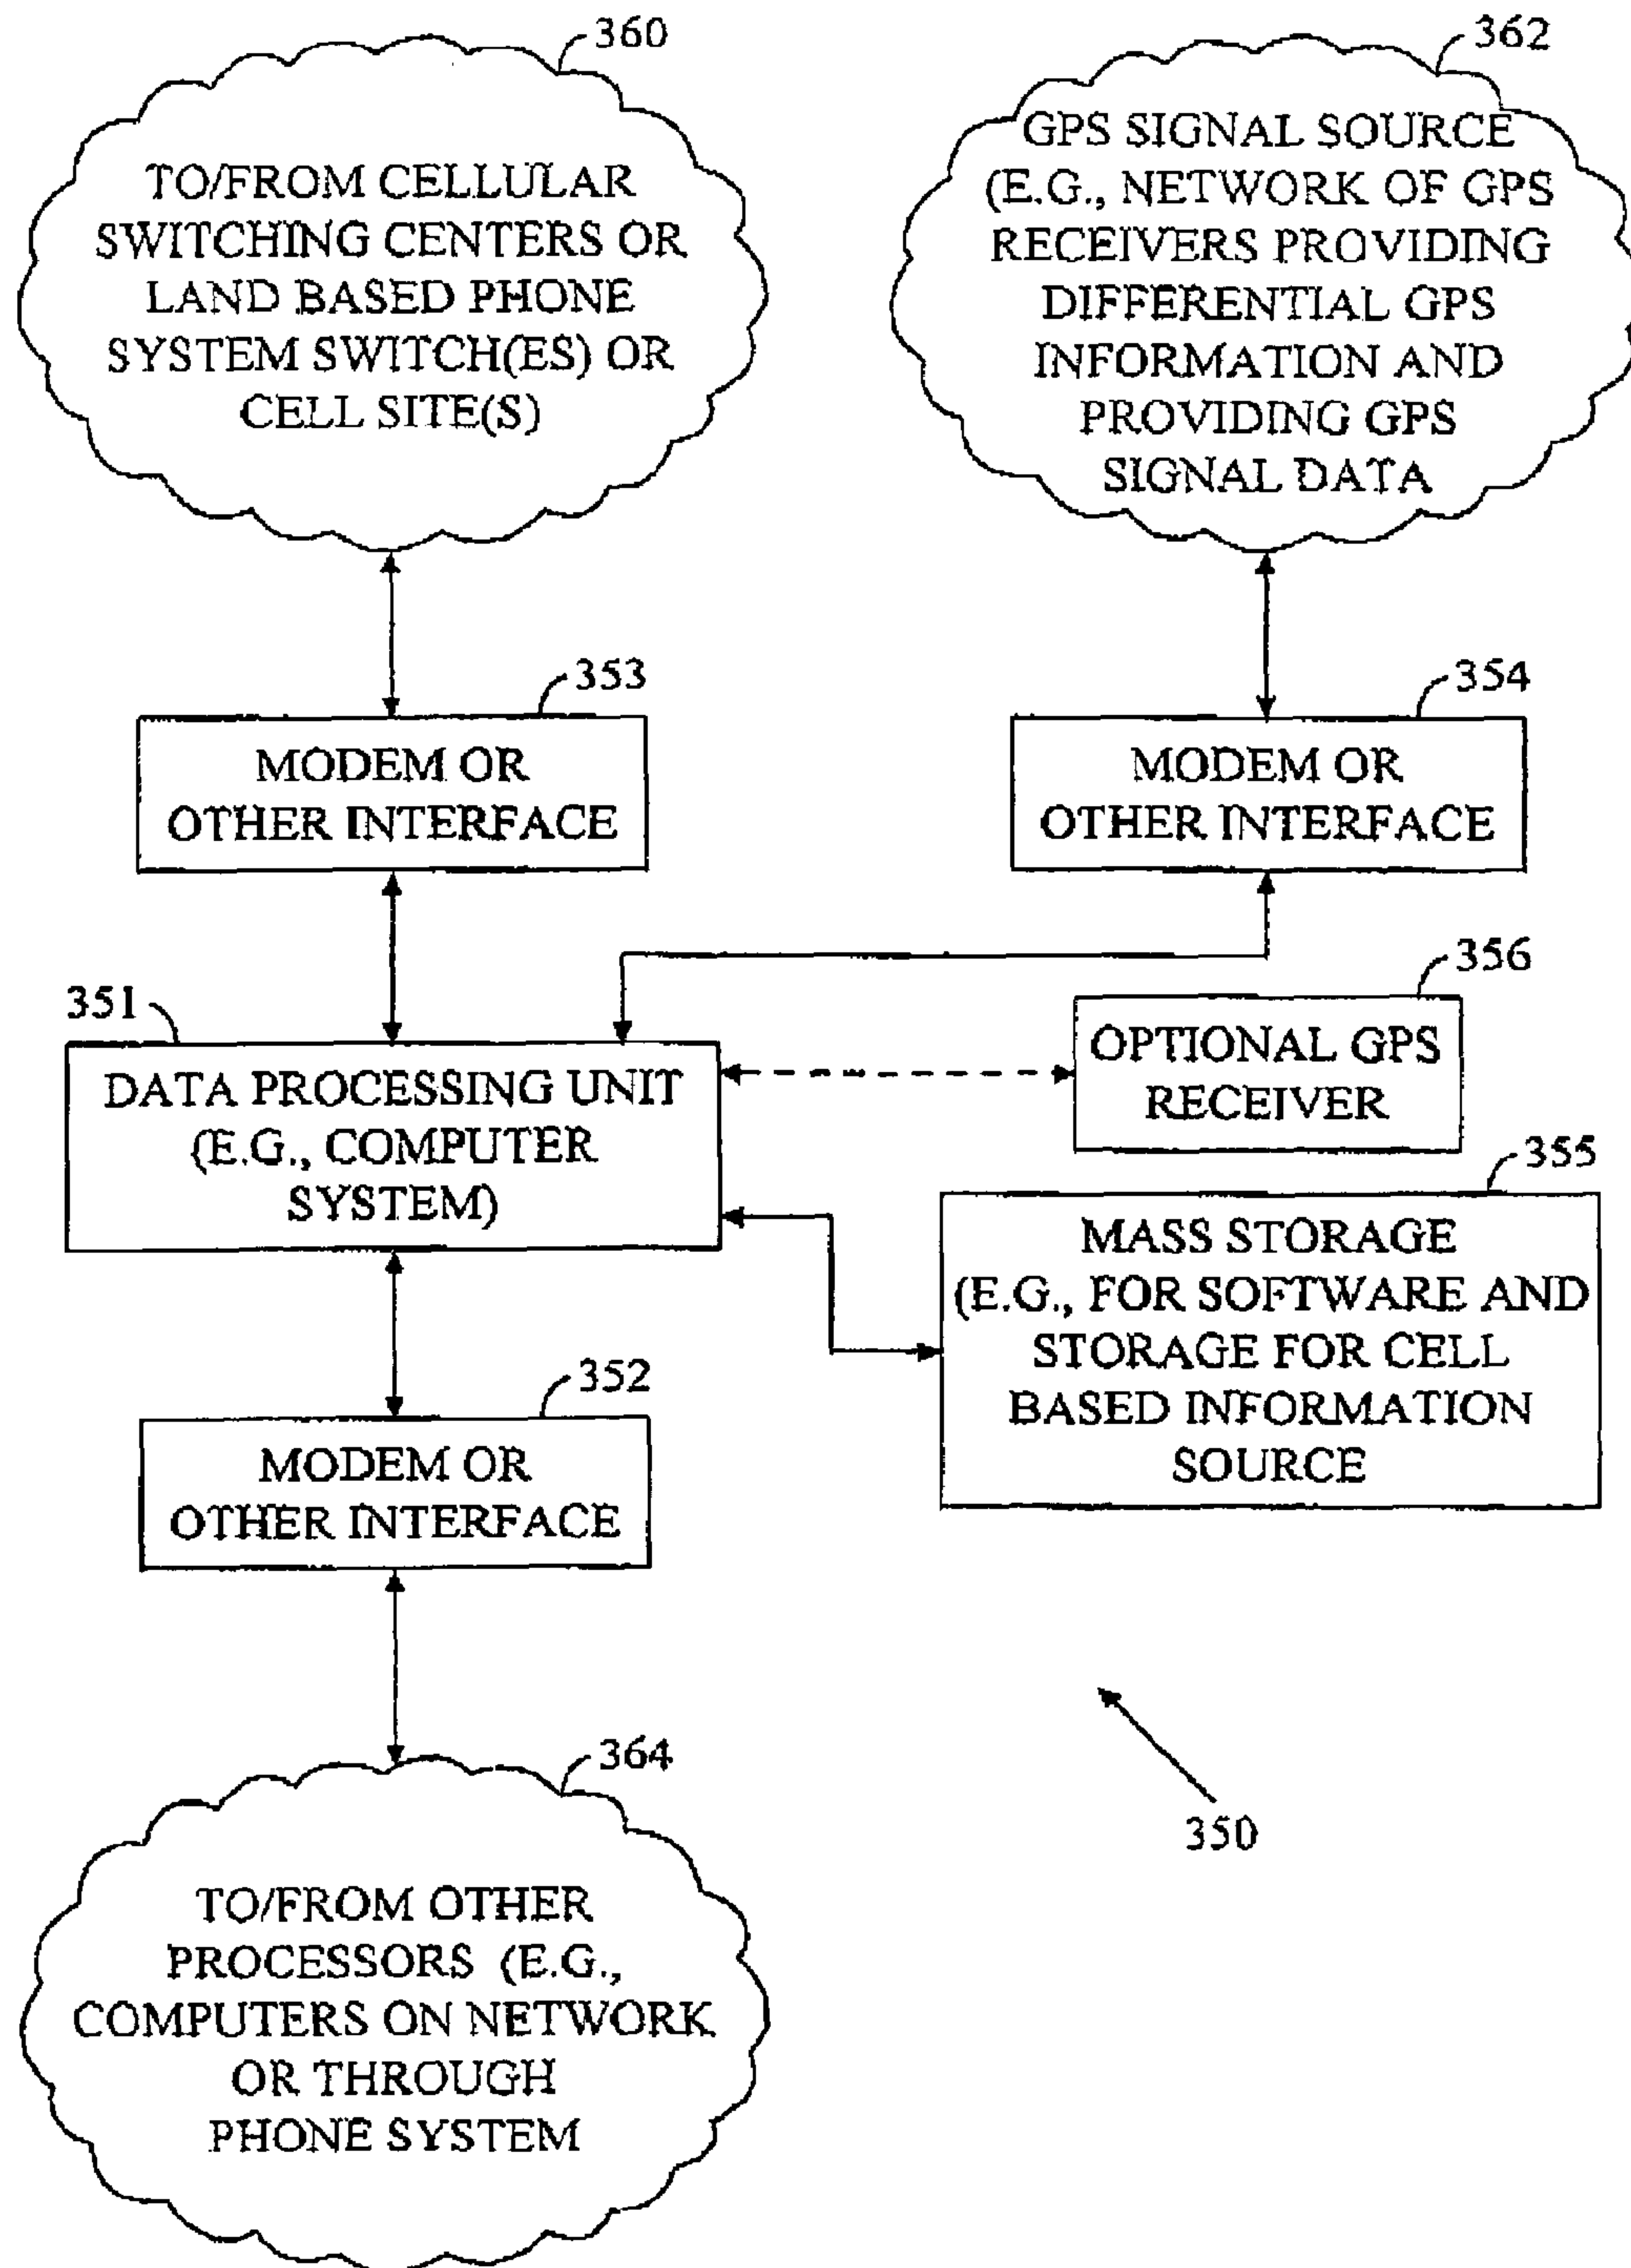 360
TO/FROM CELLULAR
SWITCHING CENTERS OR
LAND BASED PHONE
SYSTEM SWITCH(ES) OR
CELL SITE(S)
362
GPS SIGNAL SOURCE
(E.G., NETWORK OF GPS
RECEIVERS PROVIDING
DIFFERENTIAL GPS
INFORMATION AND
PROVIDING GPS
SIGNAL DATA
353
MODEM OR
OTHER INTERFACE
354
MODEM OR
OTHER INTERFACE
351
DATA PROCESSING UNIT
(E.G., COMPUTER
SYSTEM)
356
OPTIONAL GPS
RECEIVER
355
MASS STORAGE
(E.G., FOR SOFTWARE AND
STORAGE FOR CELL
BASED INFORMATION
SOURCE
352
MODEM OR
OTHER INTERFACE
350
364
TO/FROM OTHER
PROCESSORS (E.G.,
COMPUTERS ON NETWORK
OR THROUGH
PHONE SYSTEM